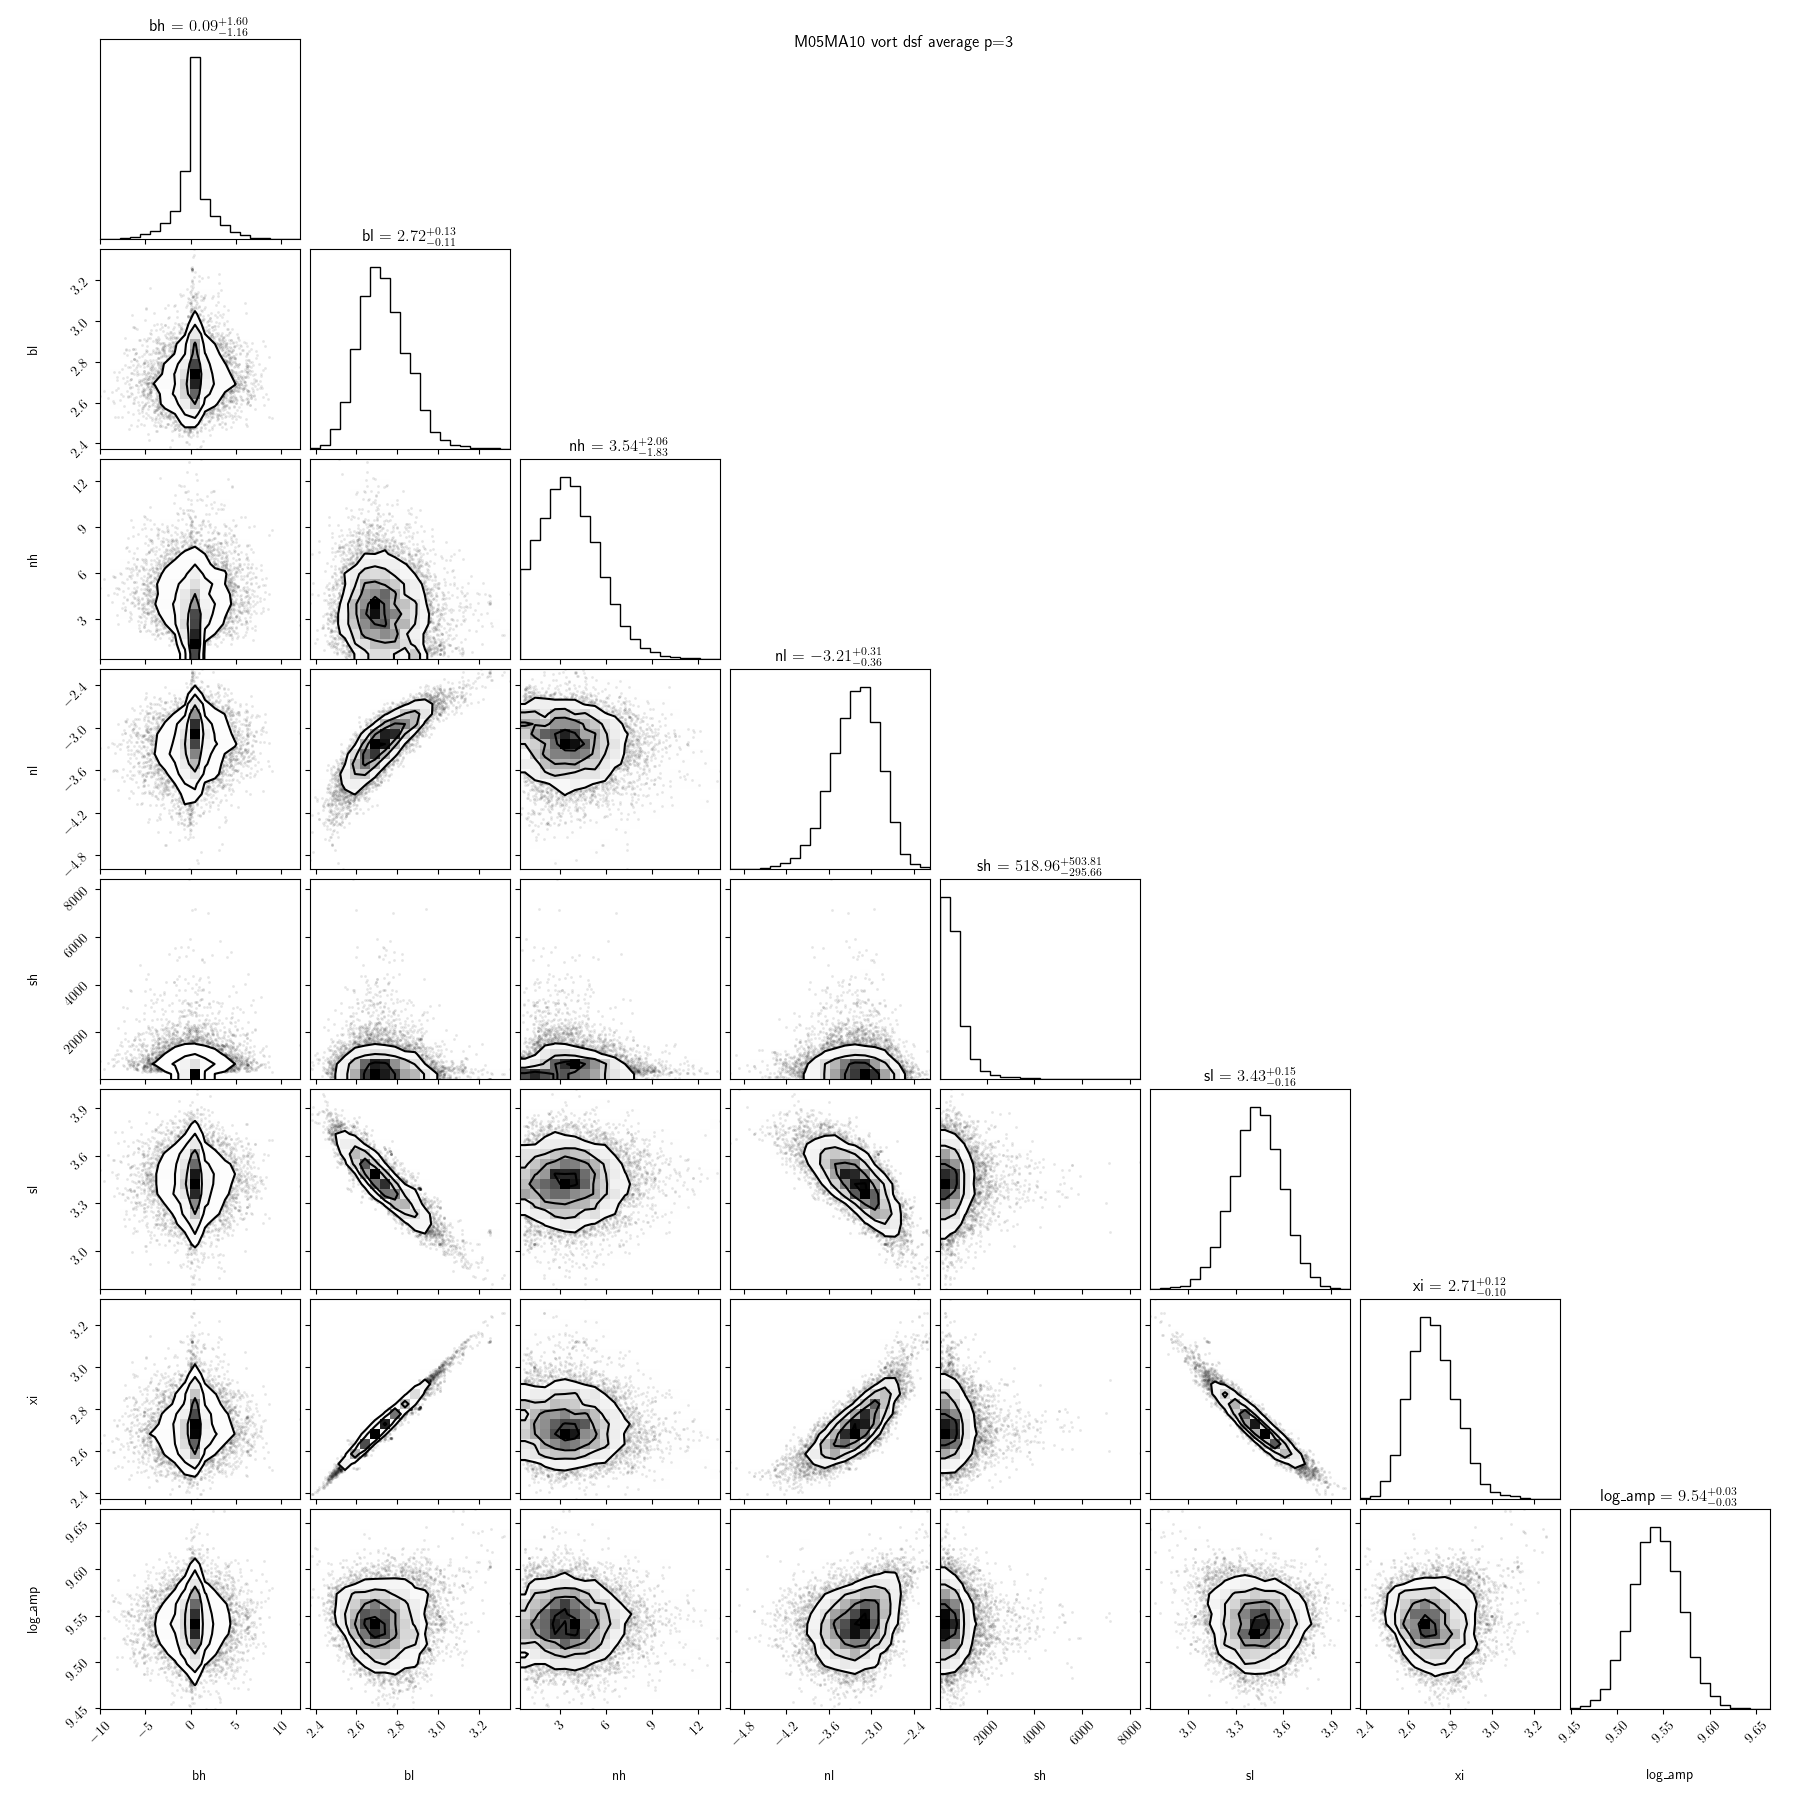 M05MA10 vort dsf average p=3
bh = 0.09^{+1.60}_{-1.16}
bl = 2.72^{+0.13}_{-0.11}
3.2
3.0
2.8
2.6
2.4
bl
nh = 3.54^{+2.06}_{-1.83}
12
9
6
3
nh
nl = −3.21^{+0.31}_{-0.36}
−2.4
−3.0
−3.6
−4.2
−4.8
nl
sh = 518.96^{+503.81}_{-295.66}
8000
6000
4000
2000
sh
sl = 3.43^{+0.15}_{-0.16}
3.9
3.6
3.3
3.0
sl
xi = 2.71^{+0.12}_{-0.10}
3.2
3.0
2.8
2.6
2.4
xi
log_amp = 9.54^{+0.03}_{-0.03}
9.65
9.60
9.55
9.50
9.45
log_amp
−10 −5 0 5 10
2.4 2.6 2.8 3.0 3.2
3 6 9 12
−4.8 −4.2 −3.6 −3.0 −2.4
2000 4000 6000 8000
3.0 3.3 3.6 3.9
2.4 2.6 2.8 3.0 3.2
9.45 9.50 9.55 9.60 9.65
bh bl nh nl sh sl xi log_amp